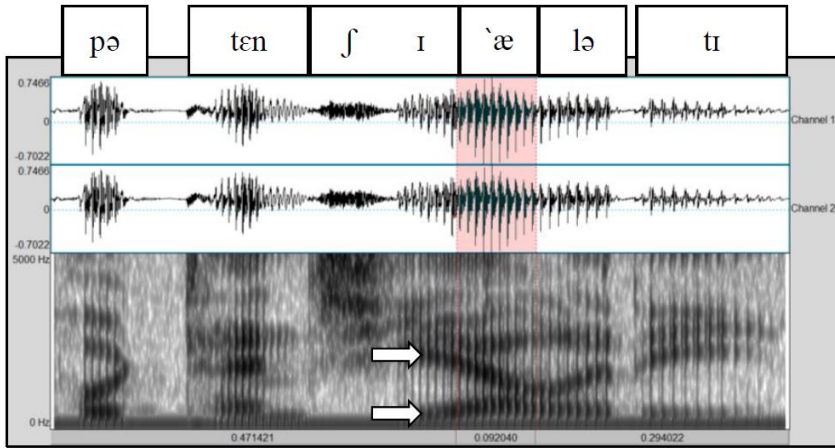 pə tɛn ʃ ɪ `æ lə tɪ
0.7466
0
-0.7022
Channel 1
0.7466
0
-0.7022
Channel 2
5000 Hz
0 Hz
0.471421 0.092040 0.294022